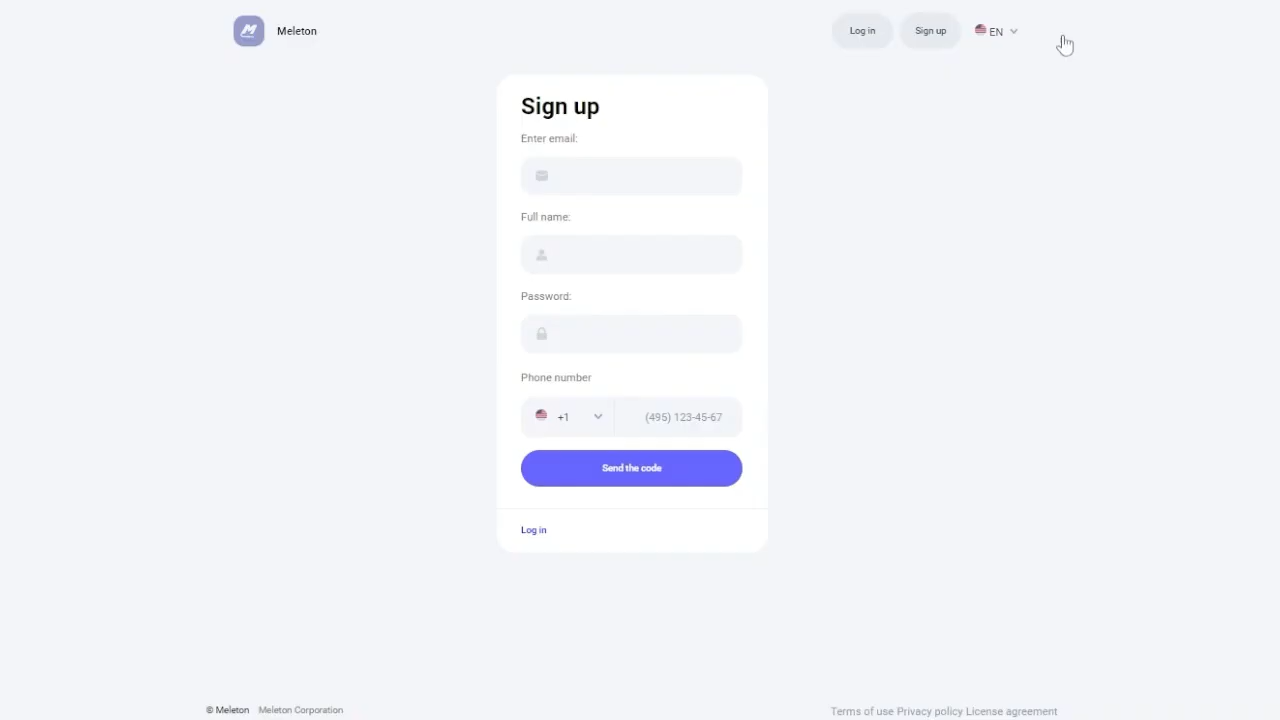 Meleton
Log in
Sign up
EN
Sign up
Enter email:
Full name:
Password:
Phone number
+1
(495) 123-45-67
Send the code
Log in
© Meleton Meleton Corporation
Terms of use Privacy policy License agreement